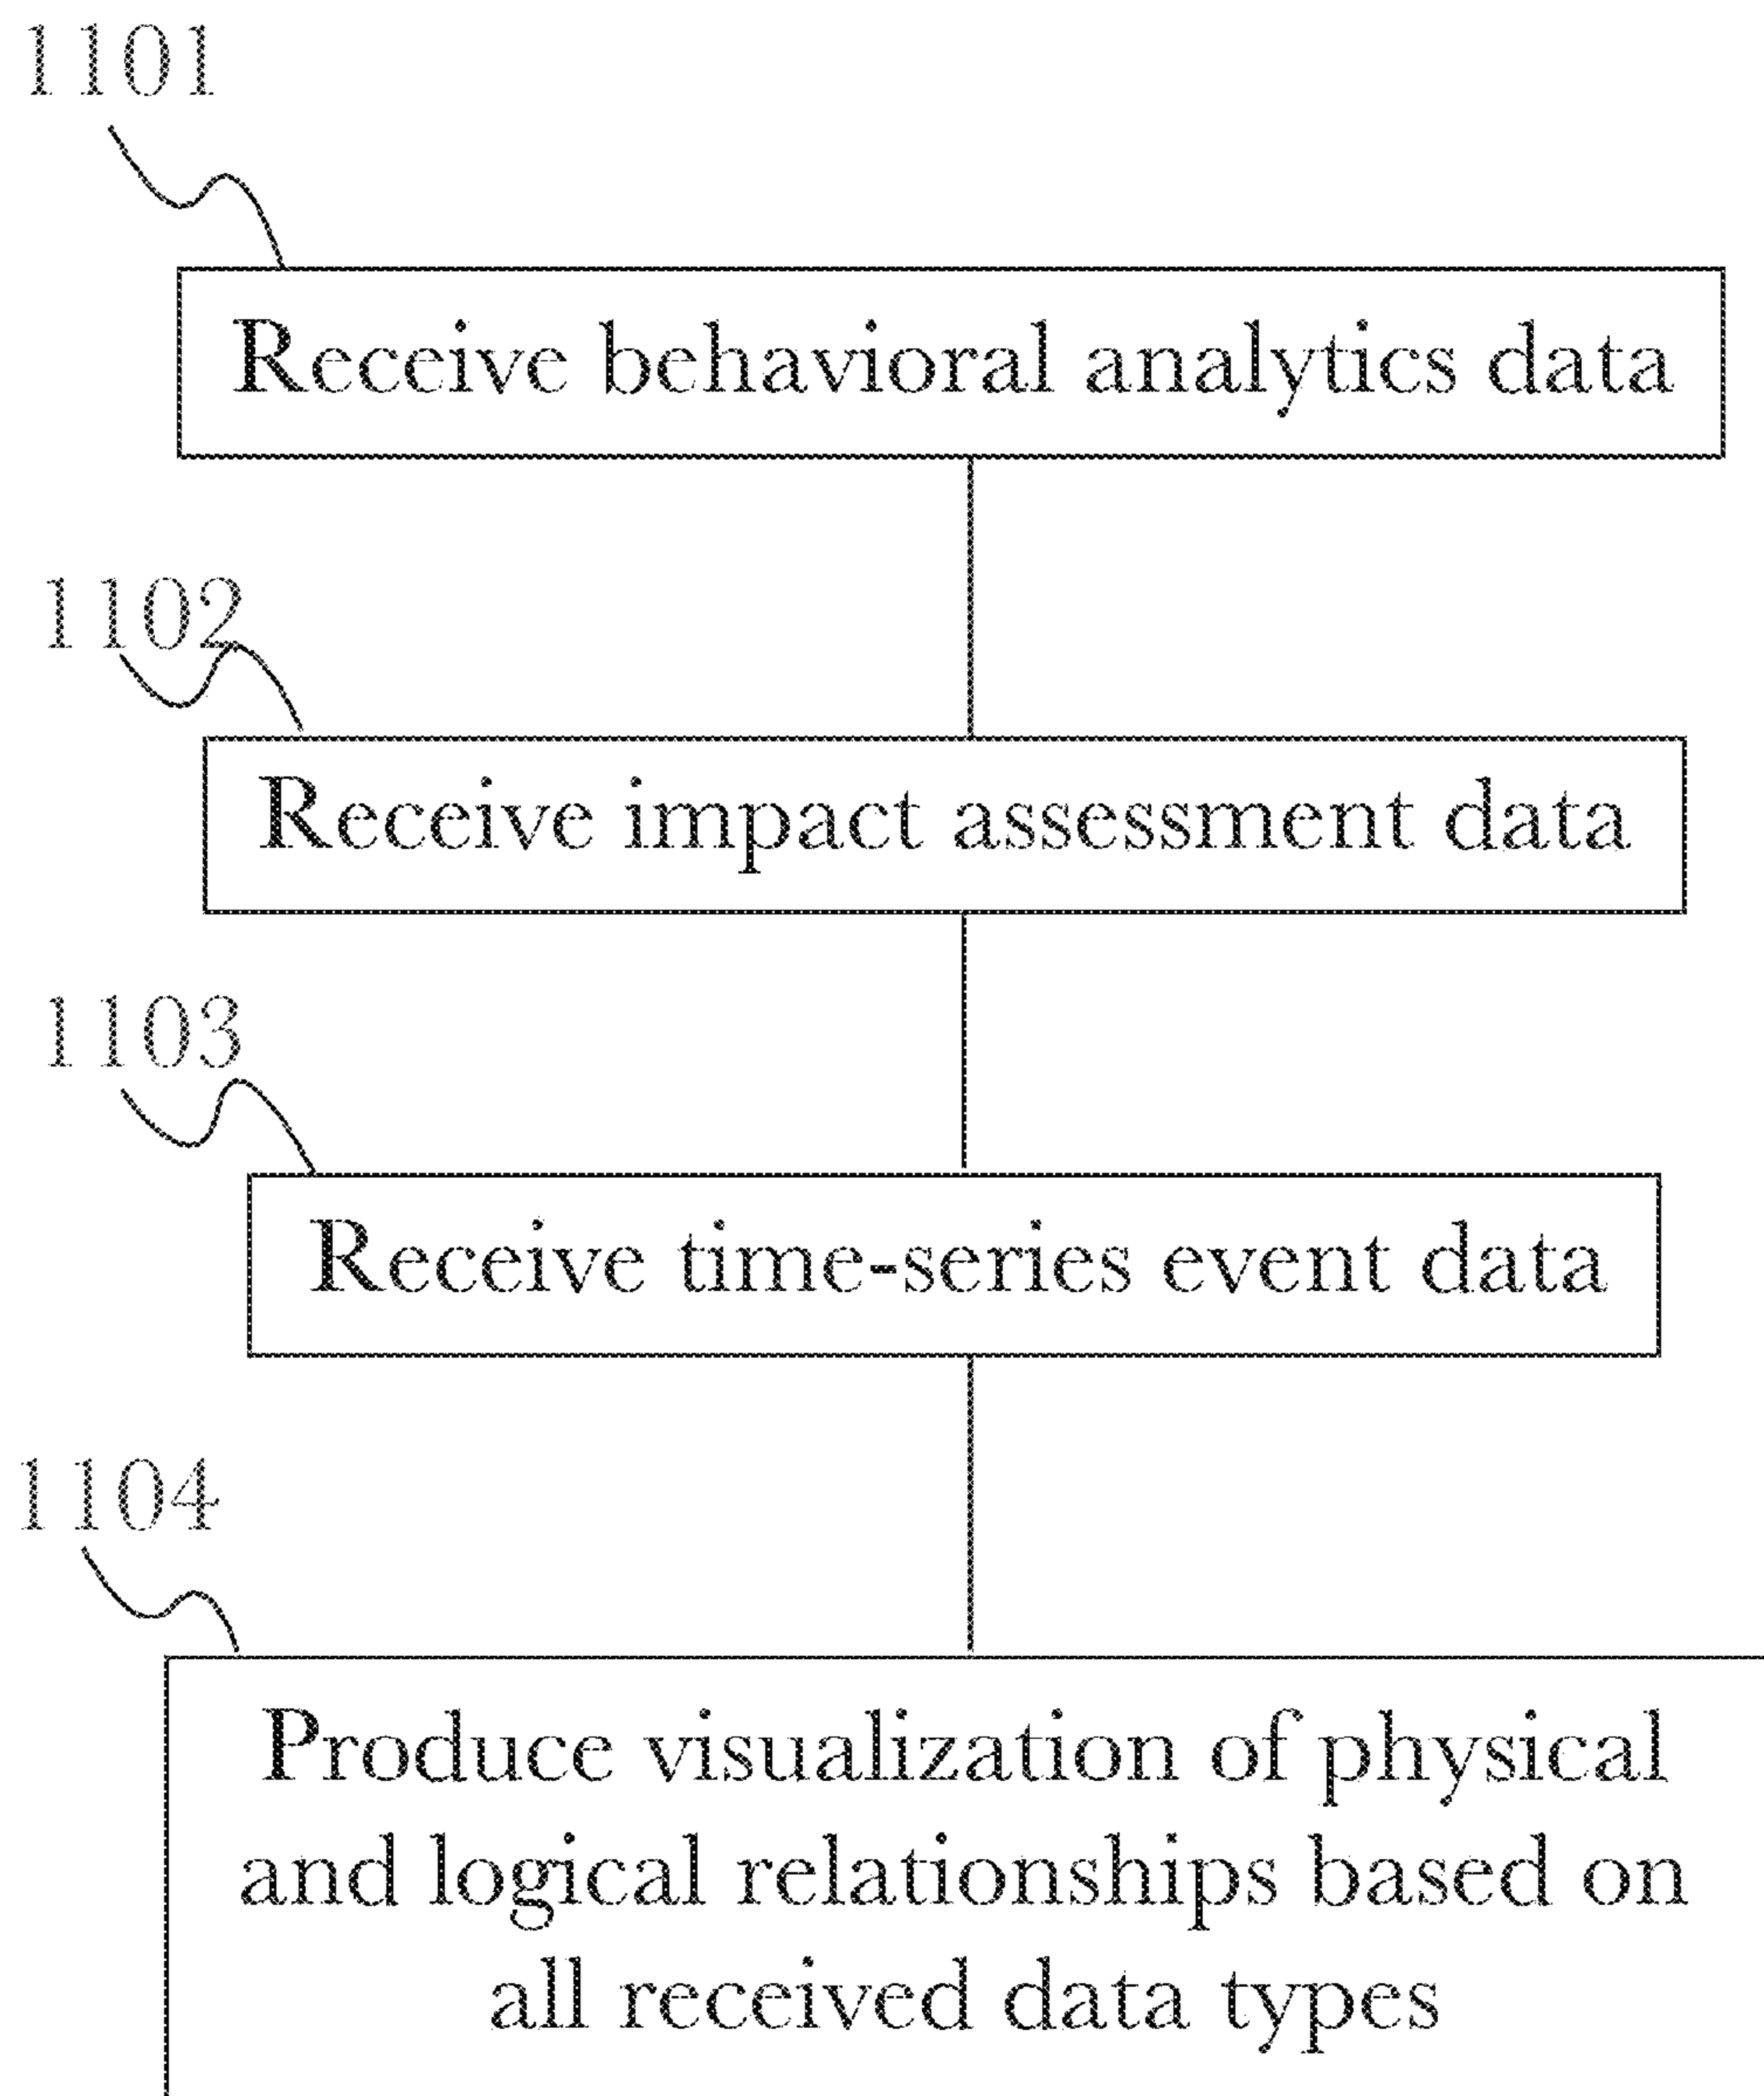 1101
Receive behavioral analytics data
1102
Receive impact assessment data
1103
Receive time-series event data
1104
Produce visualization of physical
and logical relationships based on
all received data types